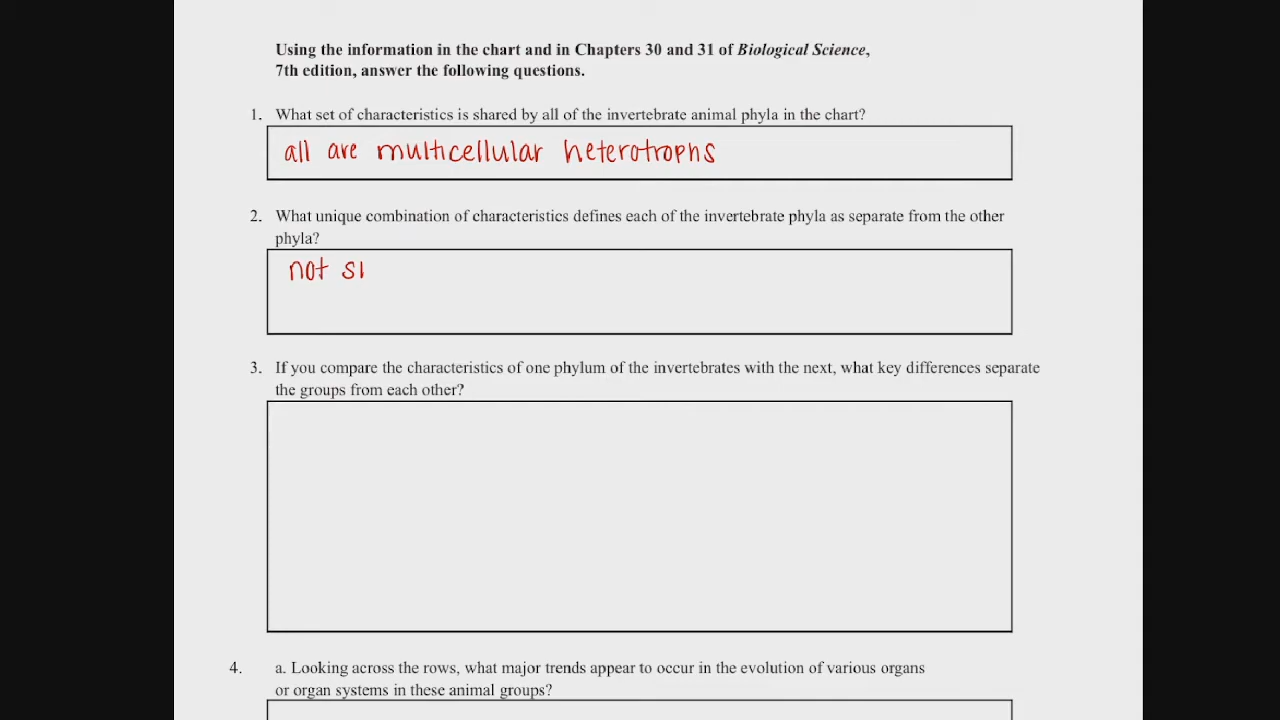 Using the information in the chart and in Chapters 30 and 31 of Biological Science,
7th edition, answer the following questions.
1. What set of characteristics is shared by all of the invertebrate animal phyla in the chart?
all are multicellular heterotrophs
2. What unique combination of characteristics defines each of the invertebrate phyla as separate from the other
phyla?
not si
3. If you compare the characteristics of one phylum of the invertebrates with the next, what key differences separate
the groups from each other?
4. a. Looking across the rows, what major trends appear to occur in the evolution of various organs
or organ systems in these animal groups?